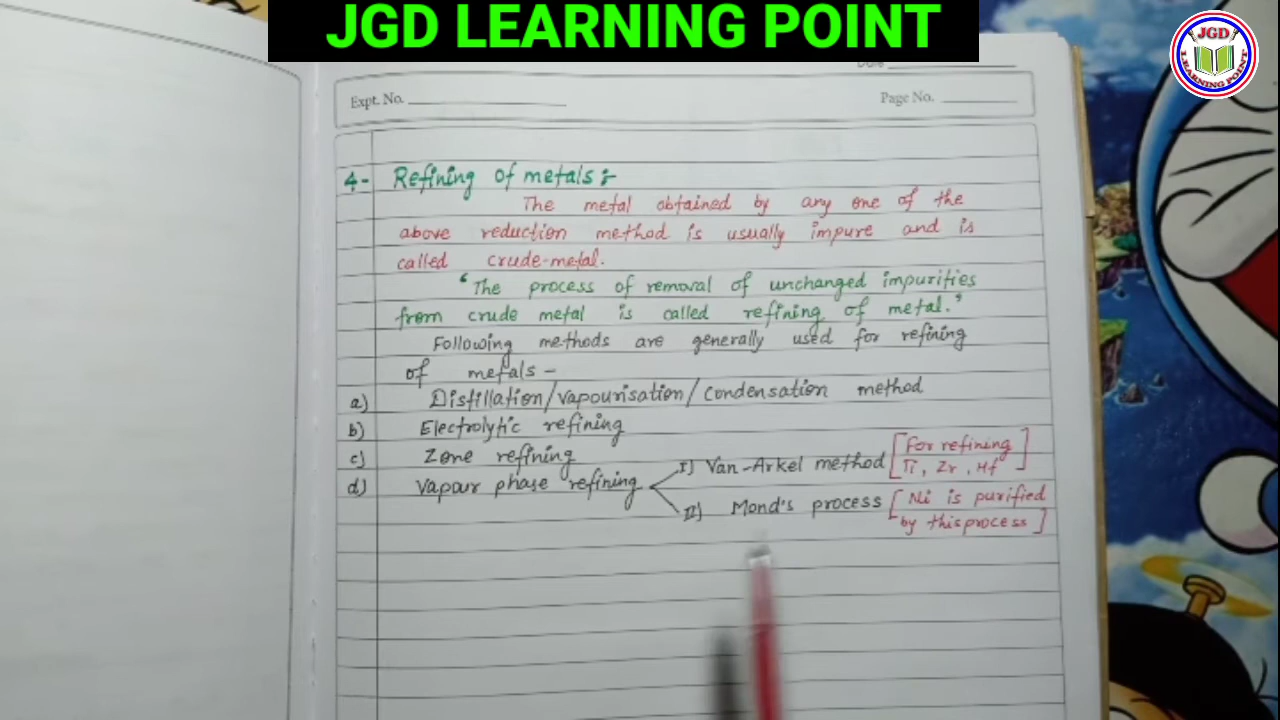 JGD LEARNING POINT
JGD
LEARNING POINT
Expt. No.
Page No.
4- Refining of metals :-
The metal obtained by any one of the
above reduction method is usually impure and is
called crude-metal.
‘The process of removal of unchanged impurities
from crude metal is called refining of metal.’
Following methods are generally used for refining
of metals –
a) Distillation/vapourisation/condensation method
b) Electrolytic refining
c) Zone refining
d) Vapour phase refining
I) Van-Arkel method [For refining
Ti, Zr, Hf]
II) Mond's process [Ni is purified
by this process]